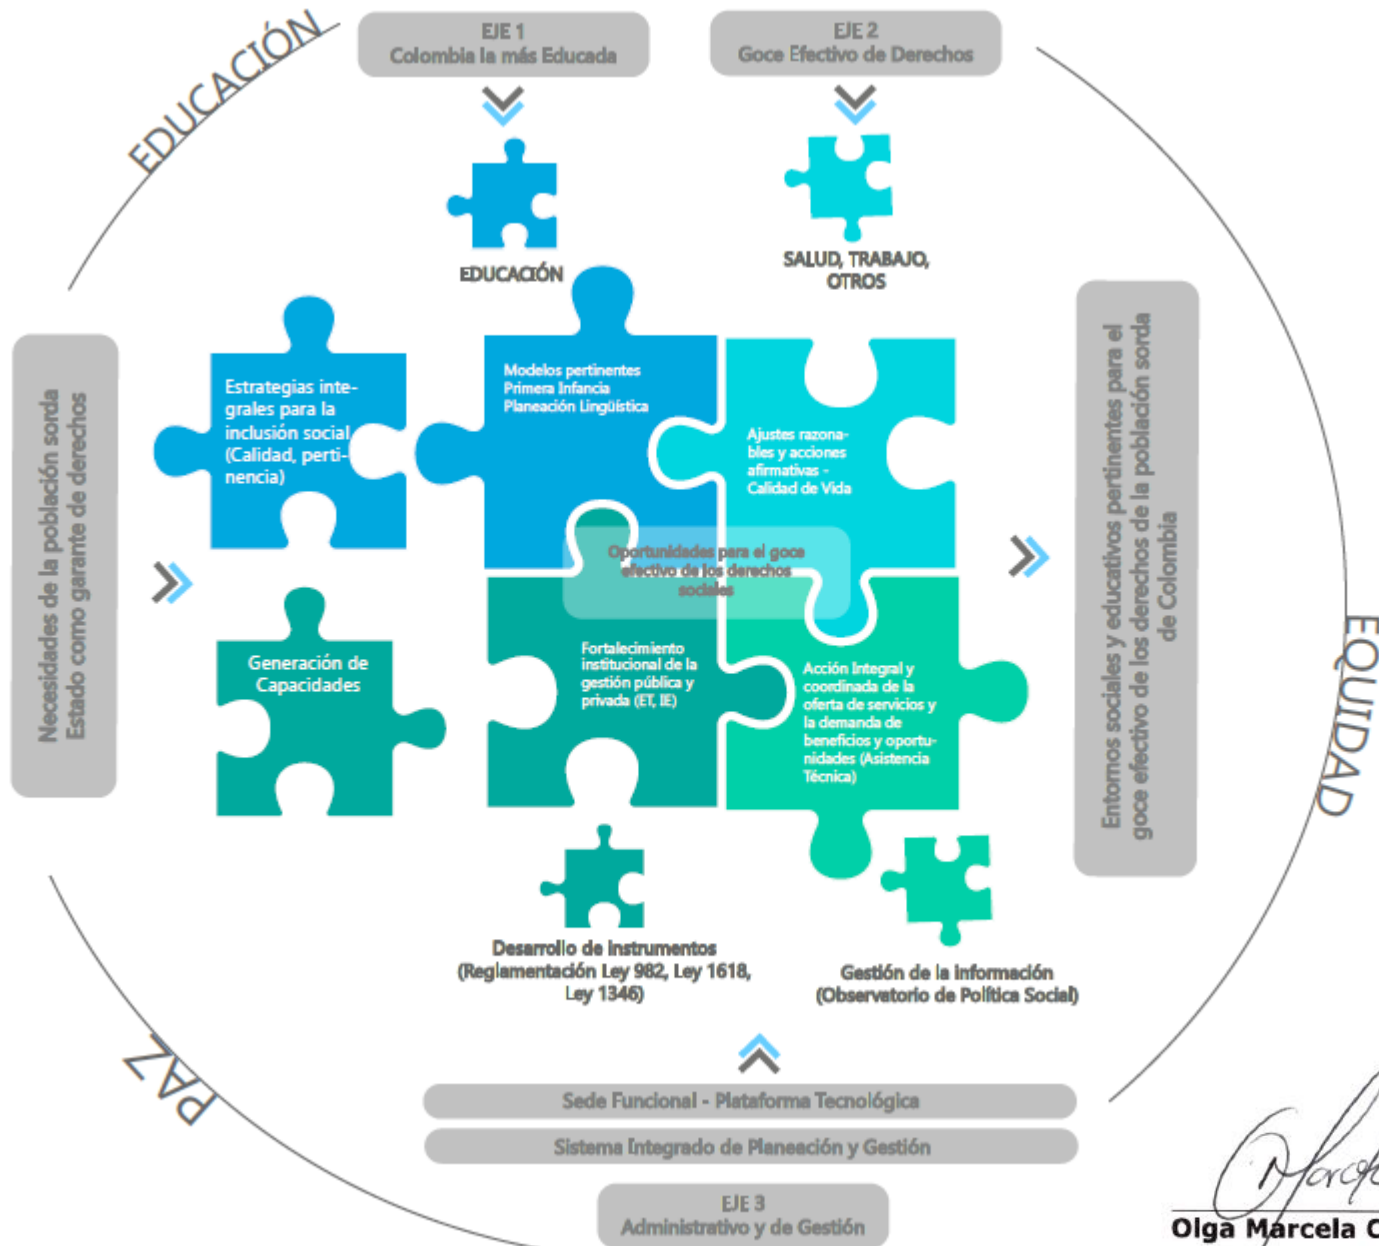 EDUCACIÓN
EJE 1
Colombia la más Educada
EJE 2
Goce Efectivo de Derechos
EDUCACIÓN
SALUD, TRABAJO,
OTROS
Necesidades de la población sorda
Estado como garante de derechos
Estrategias inte-
grales para la
inclusión social
(Calidad, perti-
nencia)
Modelos pertinentes
Primera Infancia
Planeación Lingüística
Ajustes razona-
bles y acciones
afirmativas -
Calidad de Vida
Oportunidades para el goce
efectivo de los derechos
sociales
Generación de
Capacidades
Fortalecimiento
institucional de la
gestión pública y
privada (ET, IE)
Acción Integral y
coordinada de la
oferta de servicios y
la demanda de
beneficios y oportu-
nidades (Asistencia
Técnica)
Entornos sociales y educativos pertinentes para el
goce efectivo de los derechos de la población sorda
de Colombia
EQUIDAD
Desarrollo de instrumentos
(Reglamentación Ley 982, Ley 1618,
Ley 1346)
Gestión de la información
(Observatorio de Política Social)
PAZ
Sede Funcional - Plataforma Tecnológica
Sistema Integrado de Planeación y Gestión
EJE 3
Administrativo y de Gestión
Olga Marcela C